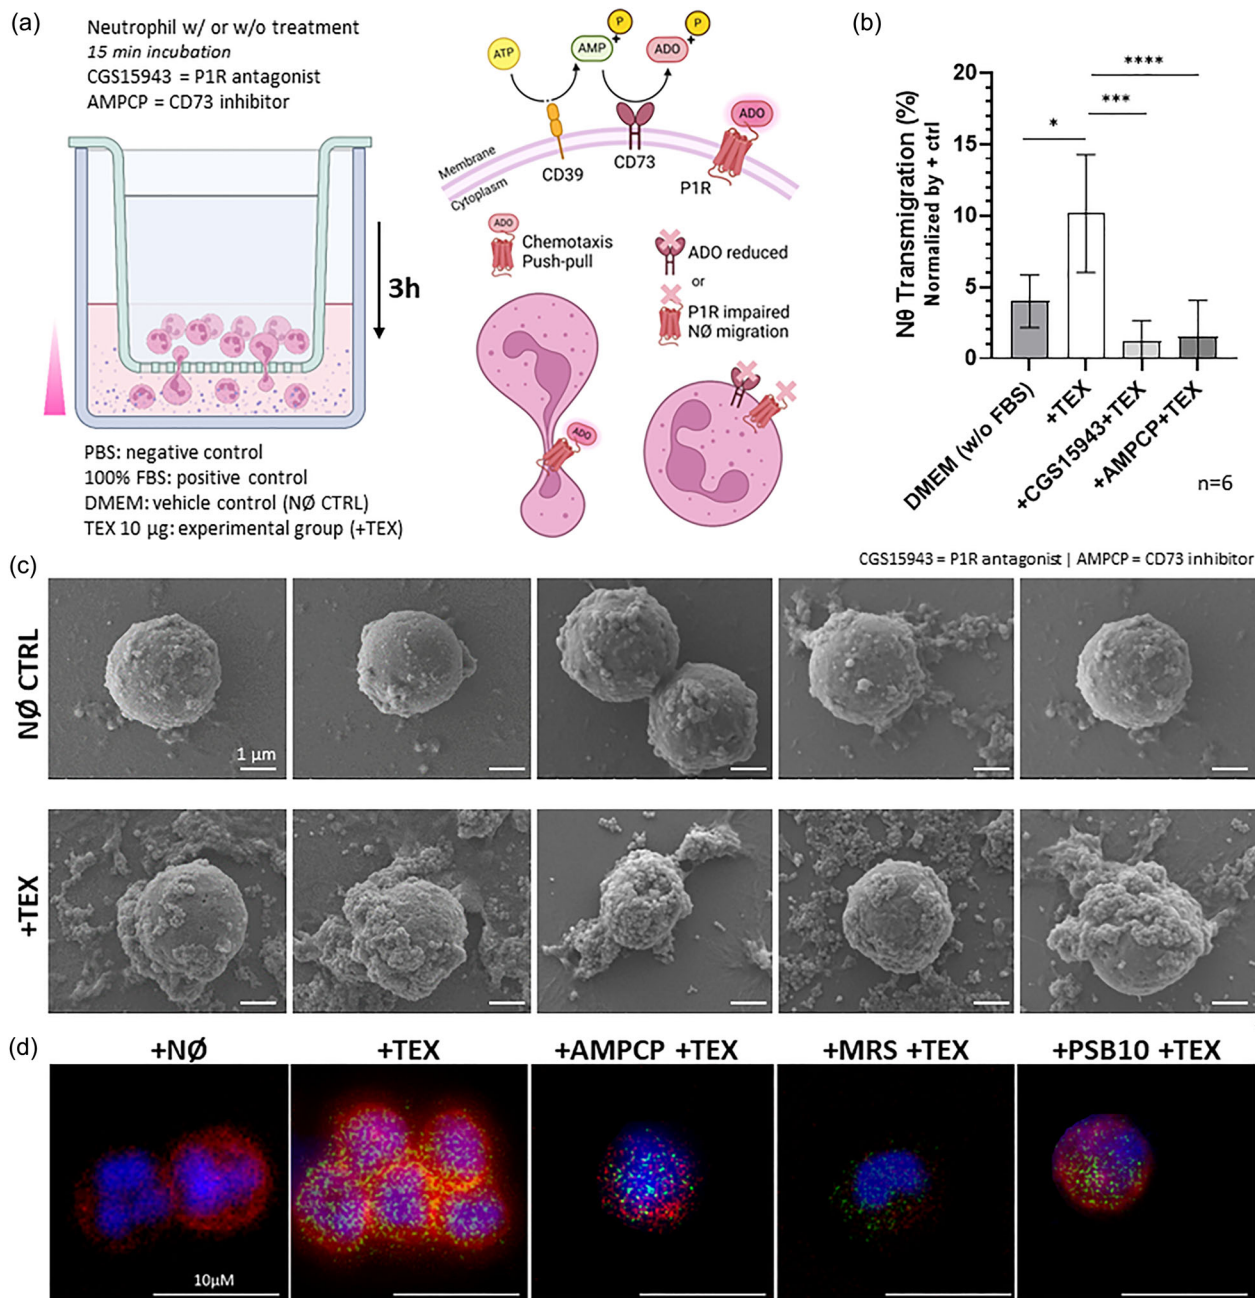 (a)
Neutrophil w/ or w/o treatment
15 min incubation
CGS15943 = P1R antagonist
AMPCP = CD73 inhibitor
3h
PBS: negative control
100% FBS: positive control
DMEM: vehicle control (NØ CTRL)
TEX 10 µg: experimental group (+TEX)
ATP
AMP
+
P
ADO
+
P
ADO
Membrane
Cytoplasm
CD39
CD73
P1R
ADO
Chemotaxis
Push-pull
ADO reduced
or
P1R impaired
NØ migration
ADO
(b)
Nθ Transmigration (%)
Normalized by + ctrl
20
15
10
5
0
*
***
****
DMEM (w/o FBS)
+TEX
+CGS15943+TEX
+AMPCP+TEX
n=6
CGS15943 = P1R antagonist | AMPCP = CD73 inhibitor
(c)
NØ CTRL
1 µm
+TEX
(d)
+NØ
+TEX
+AMPCP +TEX
+MRS +TEX
+PSB10 +TEX
10µM